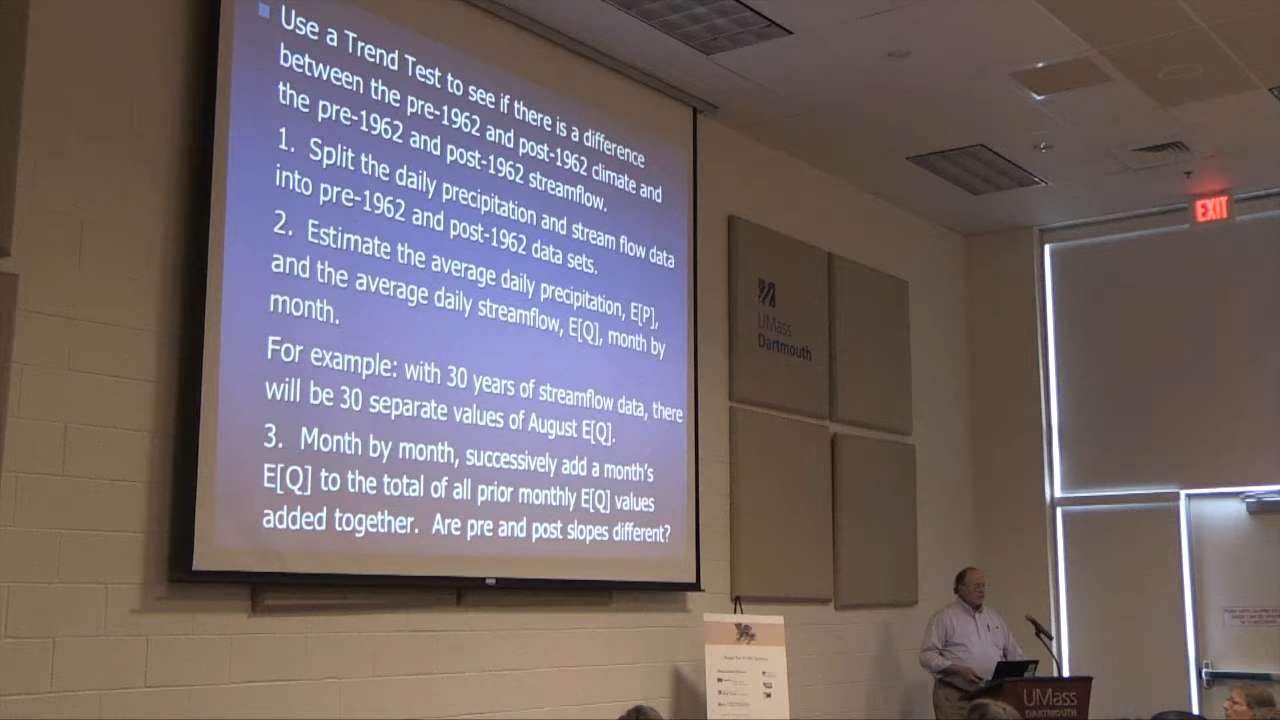 Use a Trend Test to see if there is a difference
between the pre-1962 and post-1962 climate and
the pre-1962 and post-1962 streamflow.
1. Split the daily precipitation and stream flow data
into pre-1962 and post-1962 data sets.
2. Estimate the average daily precipitation, E[P],
and the average daily streamflow, E[Q], month by
month.
For example: with 30 years of streamflow data, there
will be 30 separate values of August E[Q].
3. Month by month, successively add a month's
E[Q] to the total of all prior monthly E[Q] values
added together. Are pre and post slopes different?
UMass
Dartmouth
EXIT
UMASS
DARTMOUTH